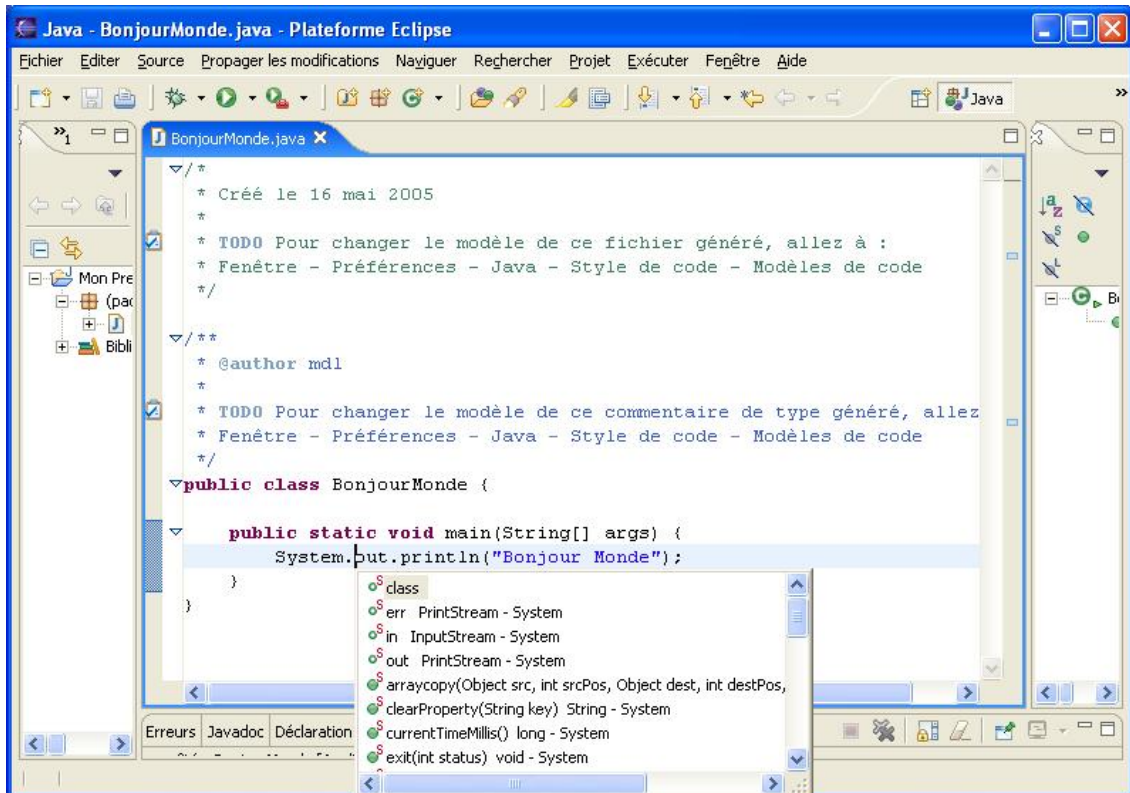 Java - BonjourMonde.java - Plateforme Eclipse
Fichier Editer Source Propager les modifications Naviguer Rechercher Projet Exécuter Fenêtre Aide
Java »
»1
BonjourMonde.java
/*
* Créé le 16 mai 2005
*
* TODO Pour changer le modèle de ce fichier généré, allez à :
* Fenêtre - Préférences - Java - Style de code - Modèles de code
*/
/**
* @author mdl
*
* TODO Pour changer le modèle de ce commentaire de type généré, allez
* Fenêtre - Préférences - Java - Style de code - Modèles de code
*/
public class BonjourMonde {
public static void main(String[] args) {
System.out.println("Bonjour Monde");
}
}
Mon Pre
(pac
J
Bibli
class
err PrintStream - System
in InputStream - System
out PrintStream - System
arraycopy(Object src, int srcPos, Object dest, int destPos,
clearProperty(String key) String - System
currentTimeMillis() long - System
exit(int status) void - System
Erreurs Javadoc Déclaration